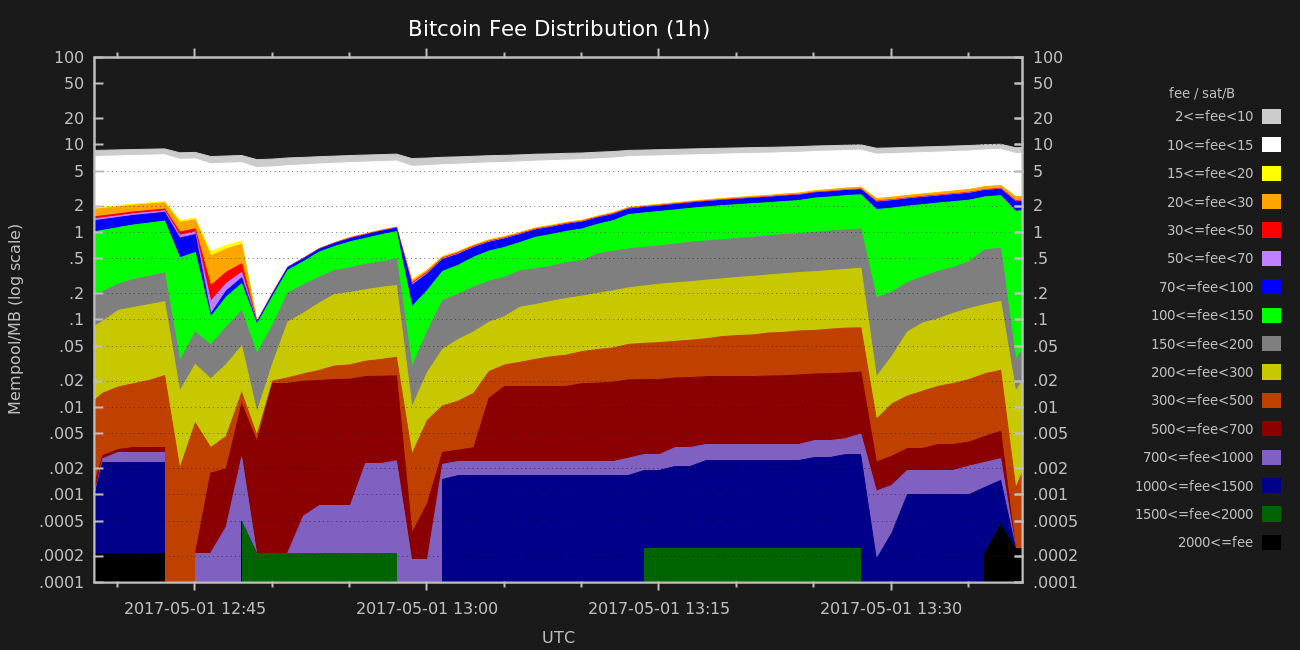 Bitcoin Fee Distribution (1h)
100
50
20
10
5
2
1
.5
.2
.1
.05
.02
.01
.005
.002
.001
.0005
.0002
.0001
Mempool/MB (log scale)
100
50
20
10
5
2
1
.5
.2
.1
.05
.02
.01
.005
.002
.001
.0005
.0002
.0001
2017-05-01 12:45
2017-05-01 13:00
2017-05-01 13:15
2017-05-01 13:30
UTC
fee / sat/B
2<=fee<10
10<=fee<15
15<=fee<20
20<=fee<30
30<=fee<50
50<=fee<70
70<=fee<100
100<=fee<150
150<=fee<200
200<=fee<300
300<=fee<500
500<=fee<700
700<=fee<1000
1000<=fee<1500
1500<=fee<2000
2000<=fee